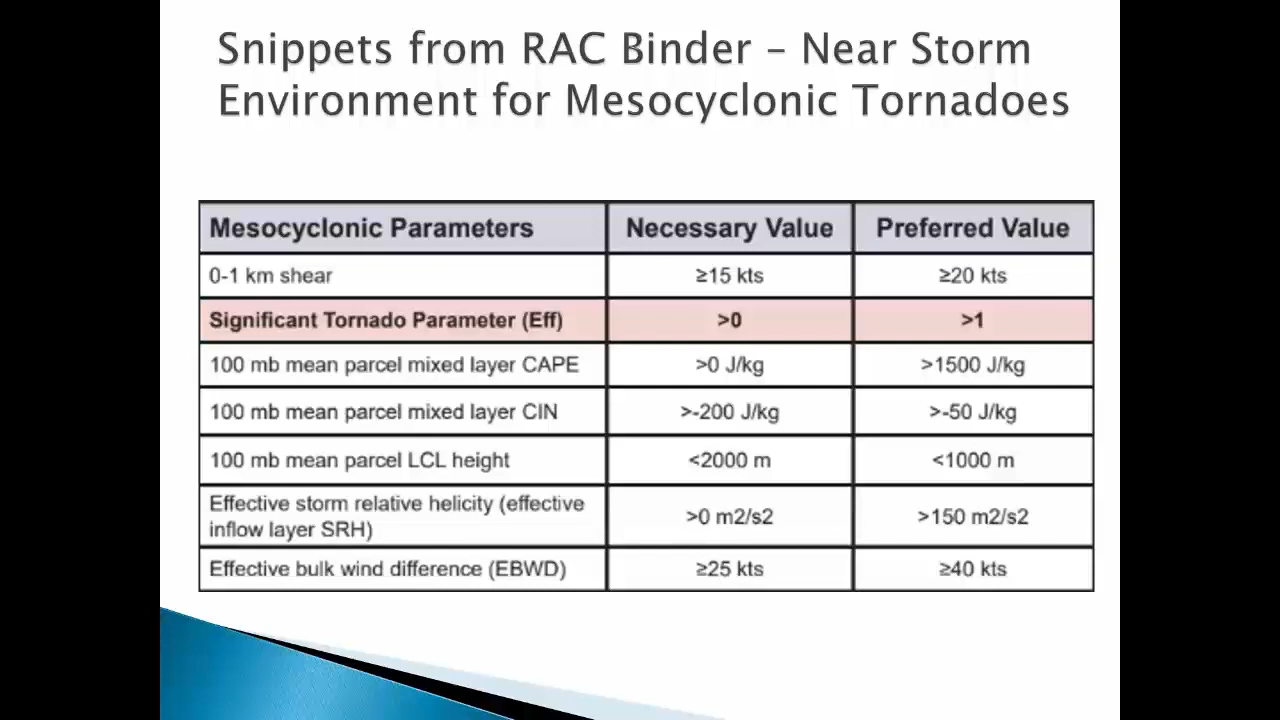 Snippets from RAC Binder – Near Storm
Environment for Mesocyclonic Tornadoes
Mesocyclonic Parameters Necessary Value Preferred Value
0-1 km shear ≥15 kts ≥20 kts
Significant Tornado Parameter (Eff) >0 >1
100 mb mean parcel mixed layer CAPE >0 J/kg >1500 J/kg
100 mb mean parcel mixed layer CIN >-200 J/kg >-50 J/kg
100 mb mean parcel LCL height <2000 m <1000 m
Effective storm relative helicity (effective
inflow layer SRH) >0 m2/s2 >150 m2/s2
Effective bulk wind difference (EBWD) ≥25 kts ≥40 kts